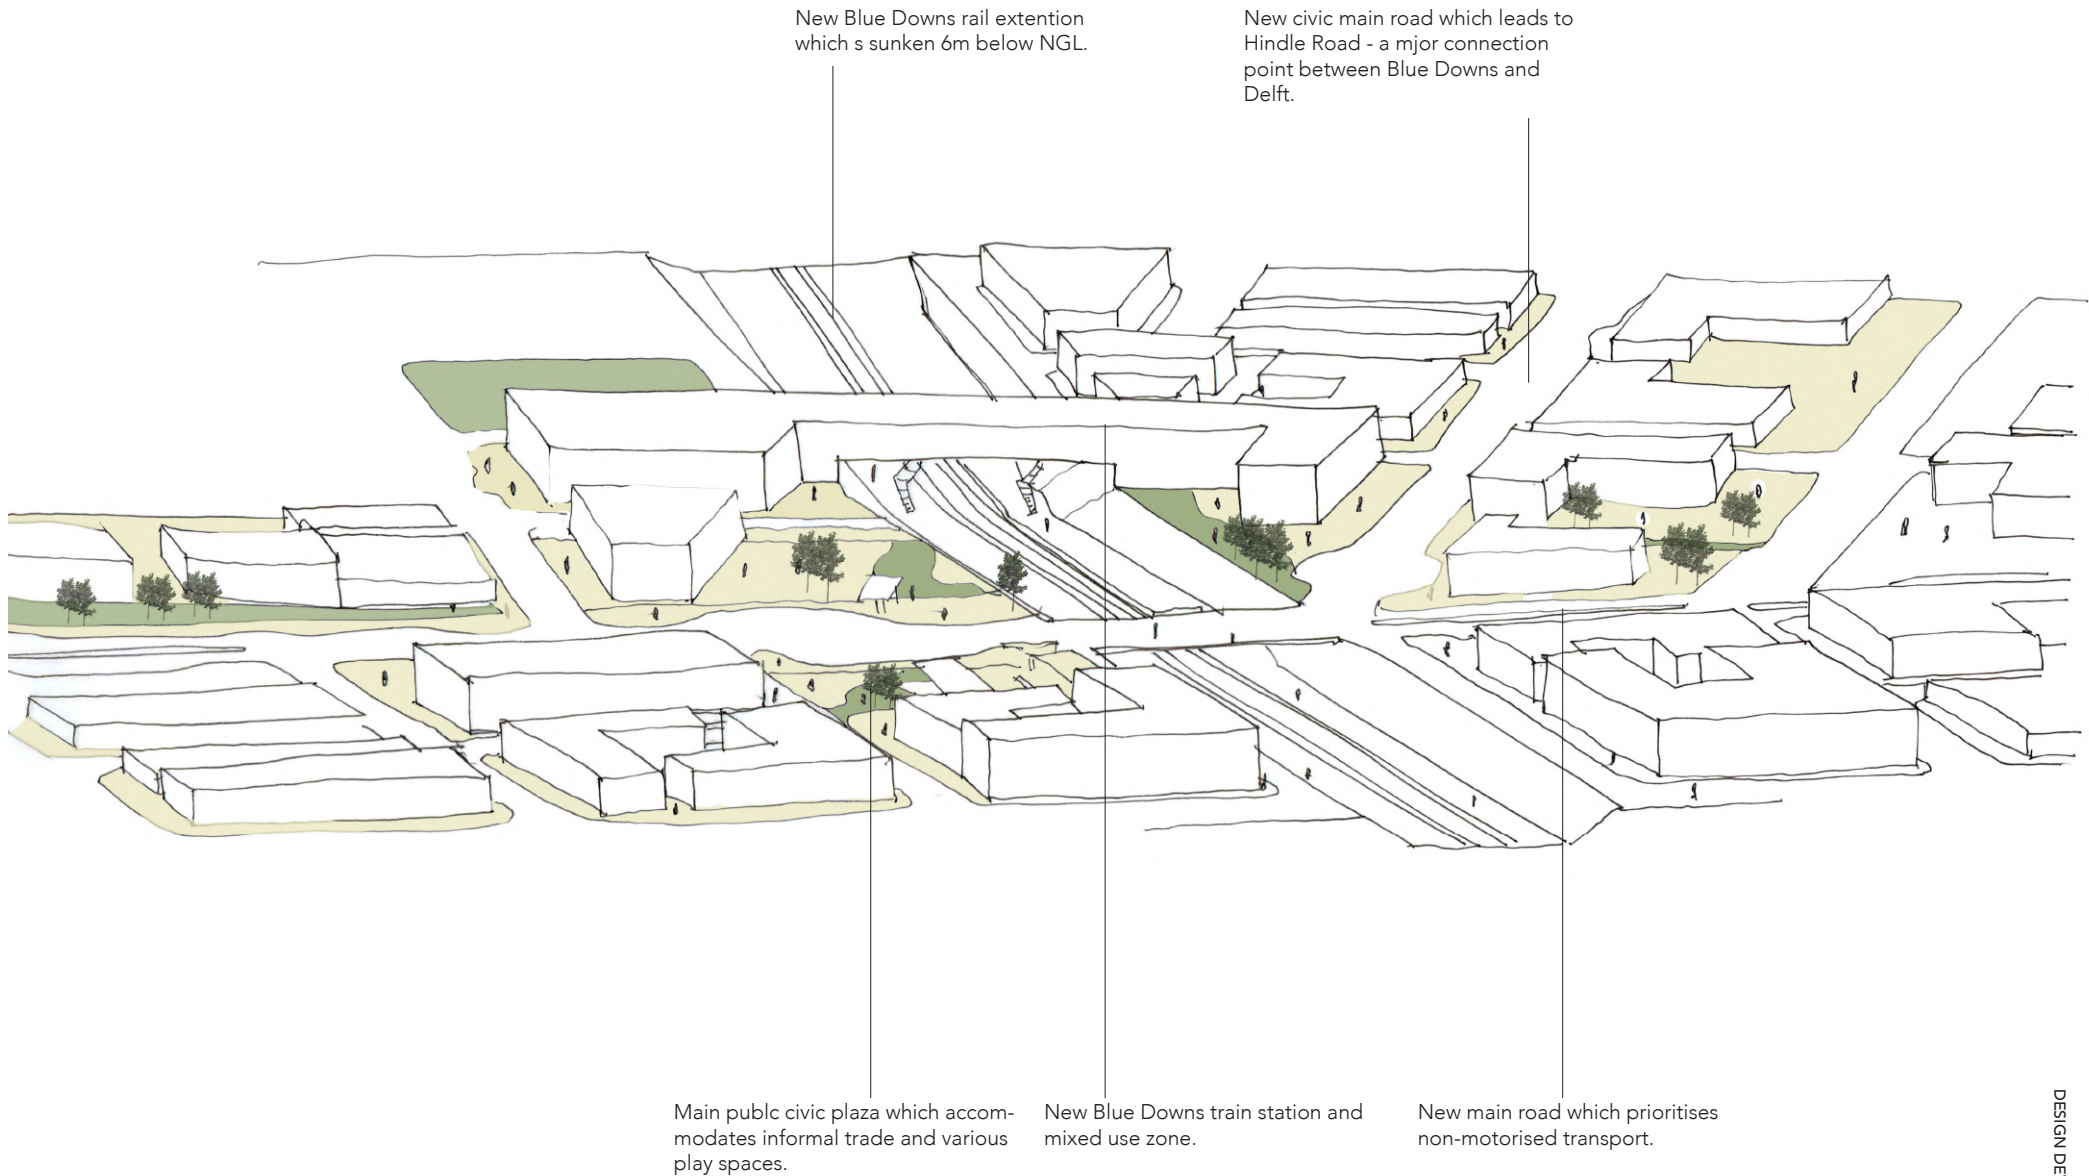 New Blue Downs rail extention
which s sunken 6m below NGL.
New civic main road which leads to
Hindle Road - a mjor connection
point between Blue Downs and
Delft.
Main publc civic plaza which accom-
modates informal trade and various
play spaces.
New Blue Downs train station and
mixed use zone.
New main road which prioritises
non-motorised transport.
DESIGN